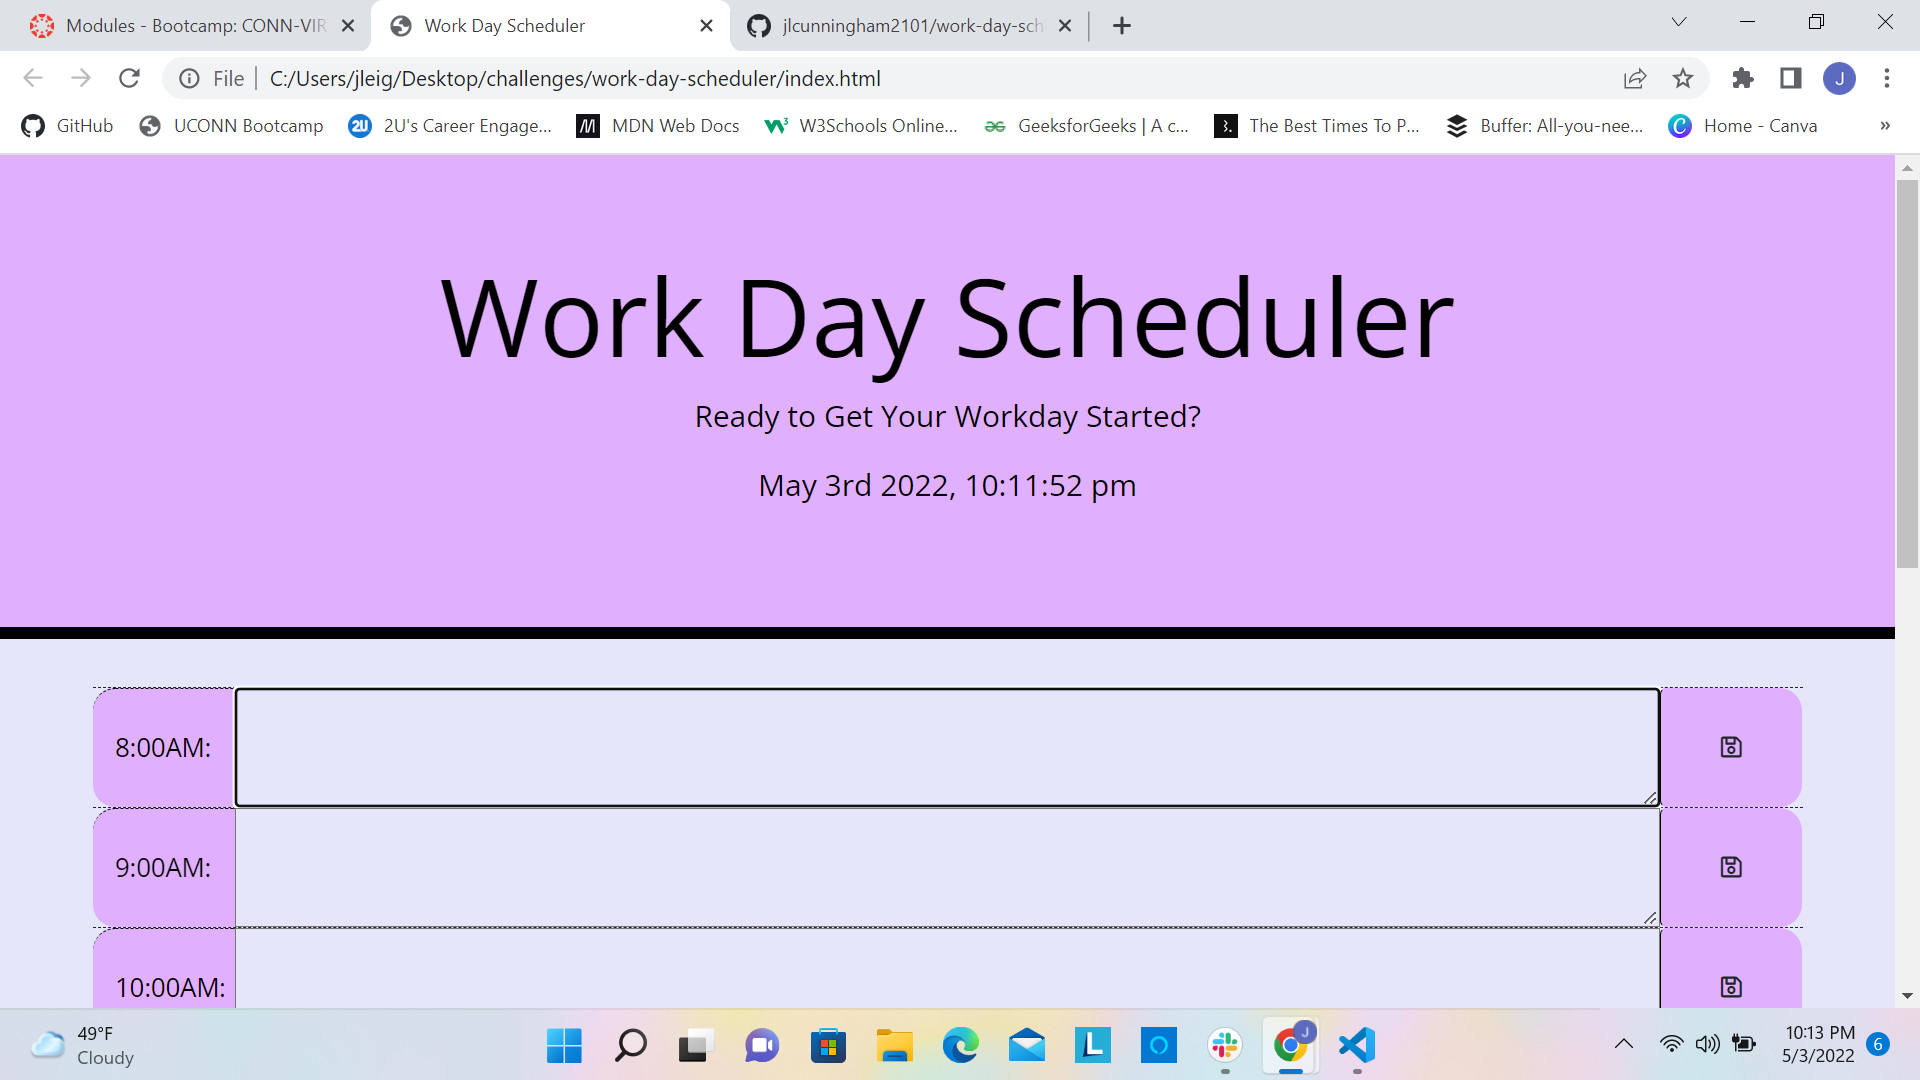 Modules - Bootcamp: CONN-VIR
Work Day Scheduler
jlcunningham2101/work-day-sch
File
C:/Users/jleig/Desktop/challenges/work-day-scheduler/index.html
J
GitHub
UCONN Bootcamp
2U
2U's Career Engage...
MDN Web Docs
W3Schools Online...
GeeksforGeeks | A c...
The Best Times To P...
Buffer: All-you-nee...
Home - Canva
»
Work Day Scheduler
Ready to Get Your Workday Started?
May 3rd 2022, 10:11:52 pm
8:00AM:
9:00AM:
10:00AM:
49°F
Cloudy
L
J
10:13 PM
5/3/2022
6